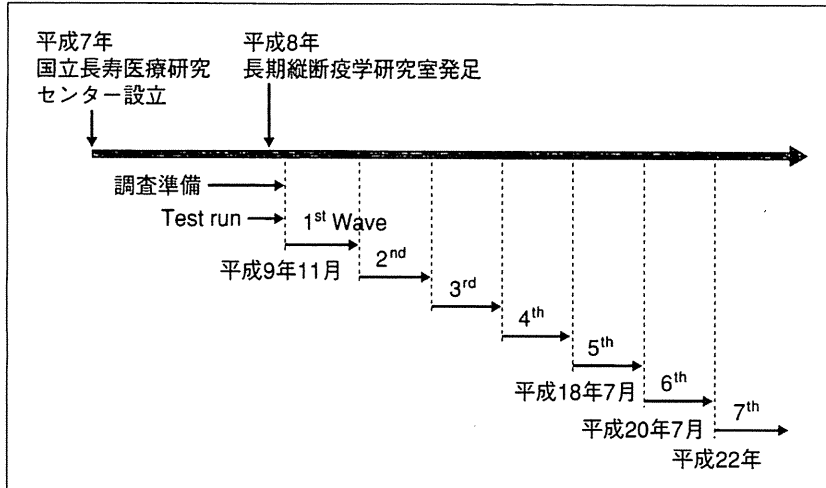 平成7年
国立長寿医療研究
センター設立
平成8年
長期縦断疫学研究室発足
調査準備
Test run
1st Wave
平成9年11月
2nd
3rd
4th
5th
平成18年7月
6th
平成20年7月
7th
平成22年